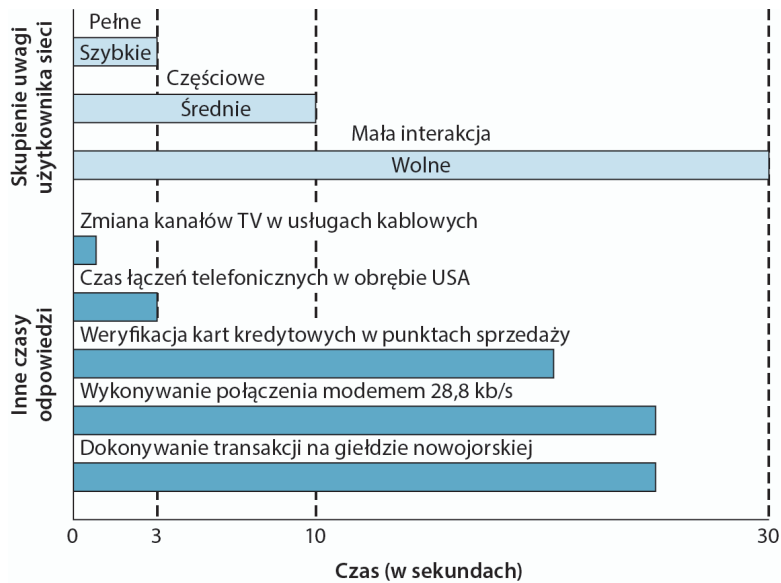 Skupienie uwagi
użytkownika sieci
Pełne
Szybkie
Częściowe
Średnie
Mała interakcja
Wolne
Inne czasy
odpowiedzi
Zmiana kanałów TV w usługach kablowych
Czas łączeń telefonicznych w obrębie USA
Weryfikacja kart kredytowych w punktach sprzedaży
Wykonywanie połączenia modemem 28,8 kb/s
Dokonywanie transakcji na giełdzie nowojorskiej
0 3 10 30
Czas (w sekundach)